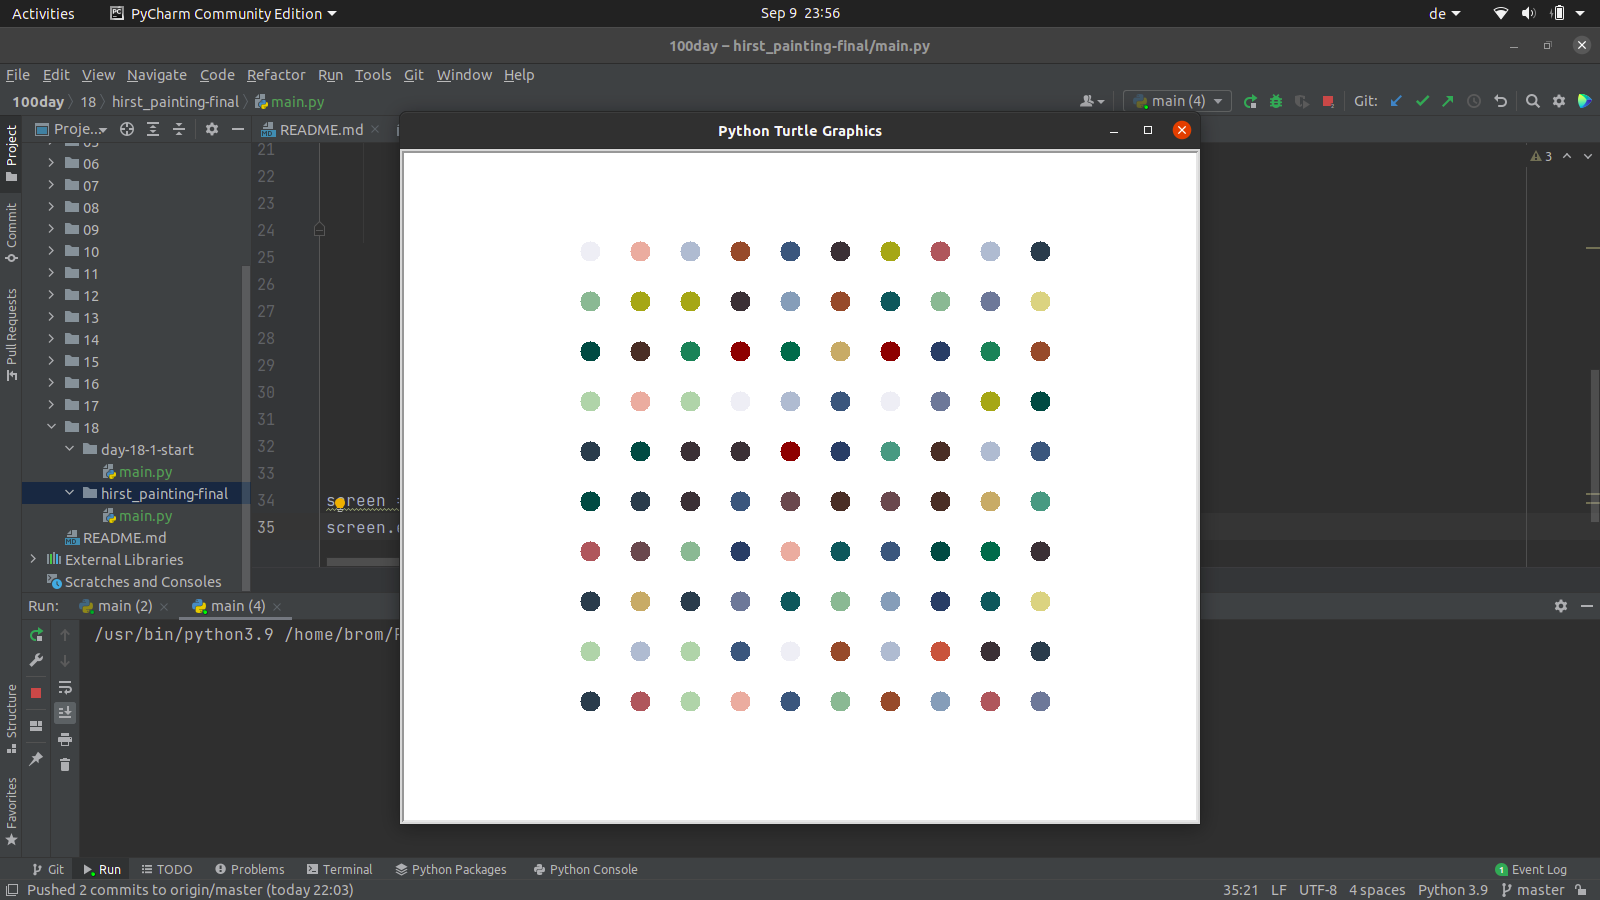 Activities PyCharm Community Edition Sep 9 23:56 de
100day – hirst_painting-final/main.py
File Edit View Navigate Code Refactor Run Tools Git Window Help
100day 18 hirst_painting-final main.py main (4) Git:
Project
Proje... README.md
Python Turtle Graphics
3
06
07
08
09
10
11
12
13
14
15
16
17
18
day-18-1-start
main.py
hirst_painting-final
main.py
README.md
External Libraries
Scratches and Consoles
21
22
23
24
25
26
27
28
29
30
31
32
33
34 screen =
35 screen.
Commit
Pull Requests
Structure
Favorites
Run: main (2) main (4)
/usr/bin/python3.9 /home/brom/
Git Run TODO Problems Terminal Python Packages Python Console 1 Event Log
Pushed 2 commits to origin/master (today 22:03) 35:21 LF UTF-8 4 spaces Python 3.9 master